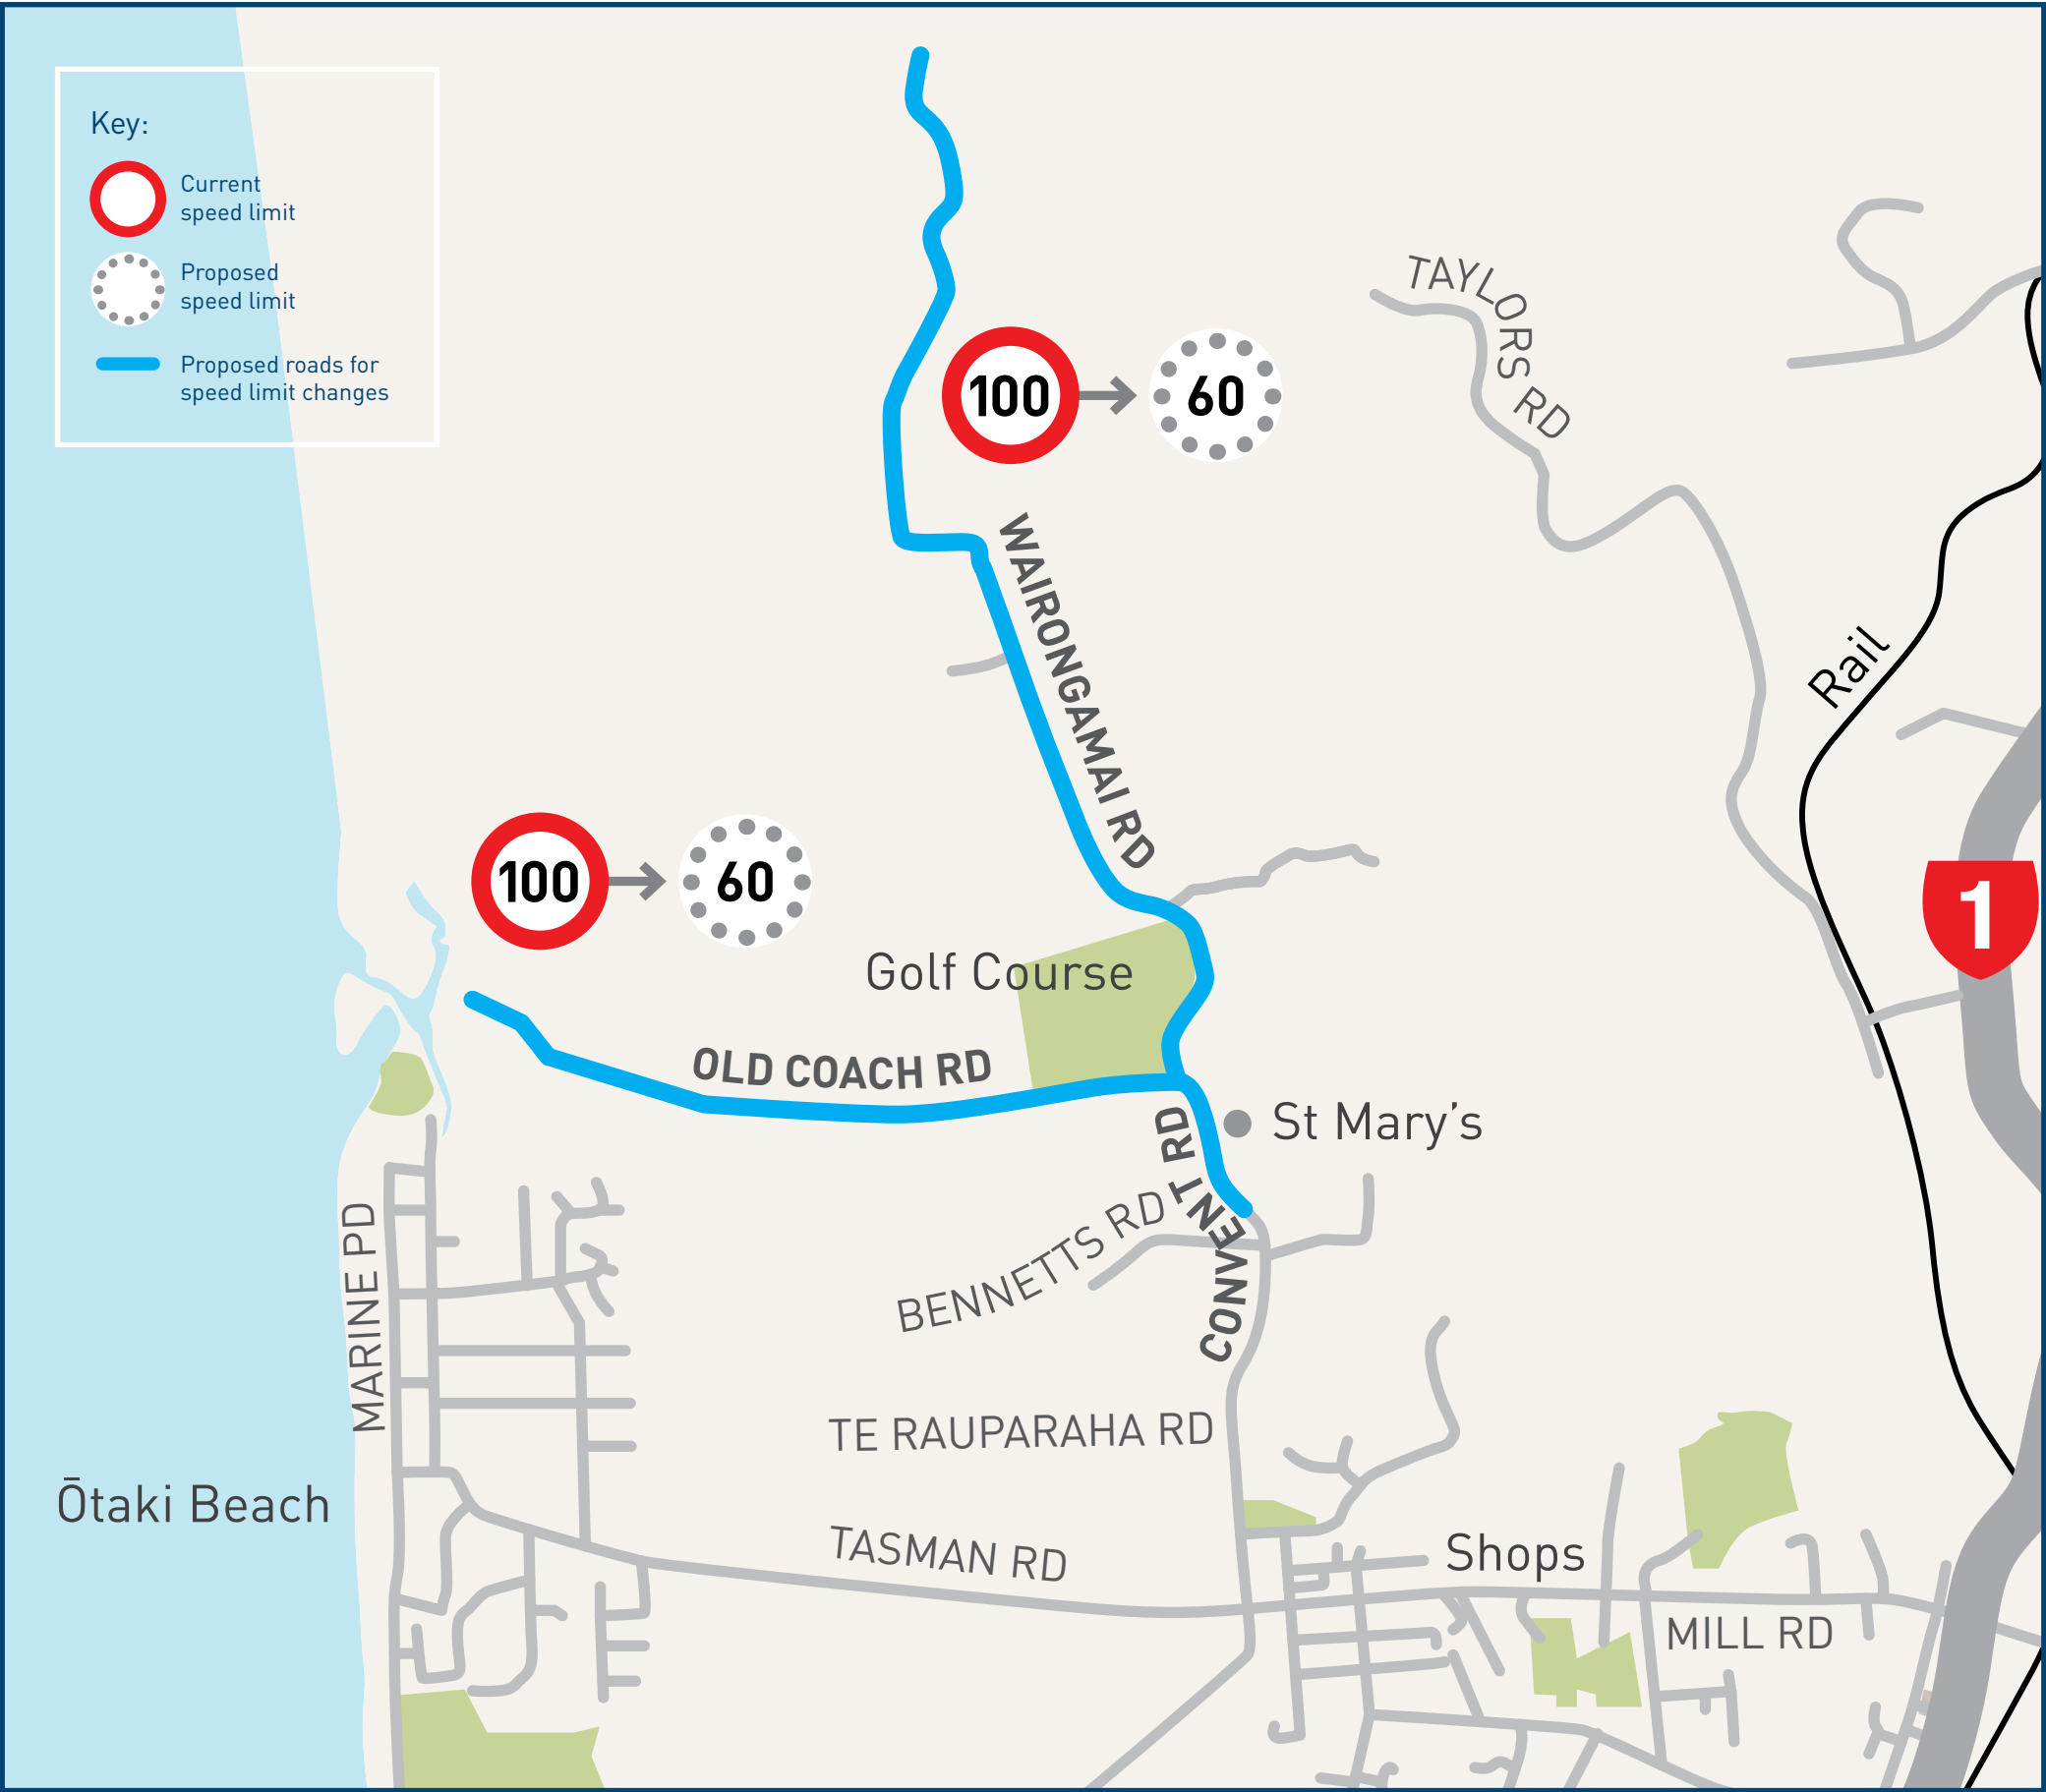 Key:
Current
speed limit
Proposed
speed limit
Proposed roads for
speed limit changes
TAYLORS RD
100
60
WAIRONGAMAI RD
Rail
100
60
1
Golf Course
OLD COACH RD
St Mary's
CONVENT RD
BENNETTS RD
MARINE PD
TE RAUPARAHA RD
Ōtaki Beach
TASMAN RD
Shops
MILL RD